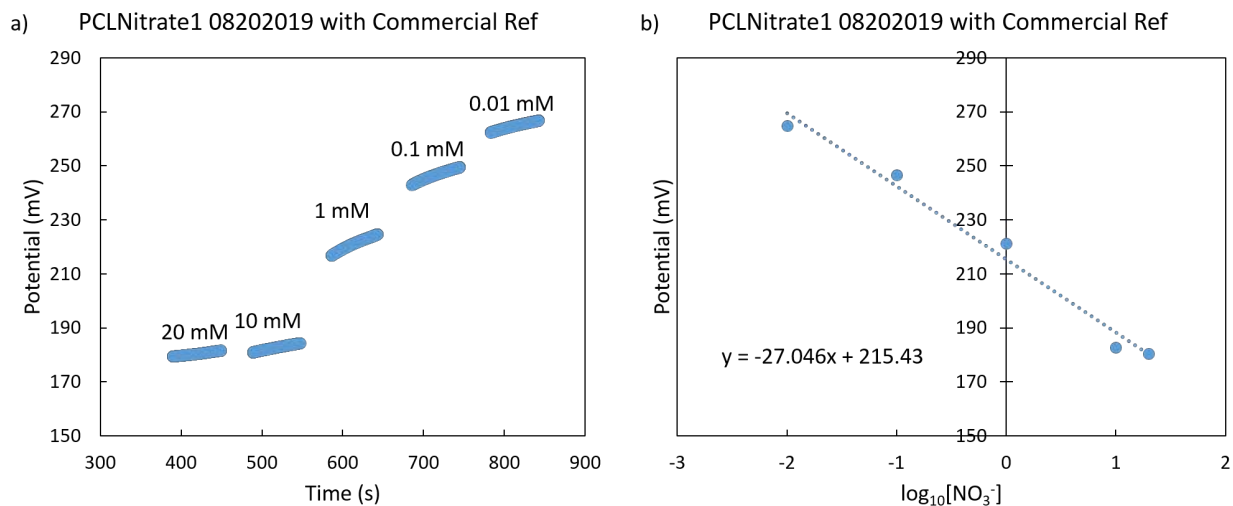 a)
PCLNitrate1 08202019 with Commercial Ref
290
270
250
230
210
190
170
150
Potential (mV)
0.01 mM
0.1 mM
1 mM
20 mM
10 mM
300 400 500 600 700 800 900
Time (s)
b)
PCLNitrate1 08202019 with Commercial Ref
290
270
250
230
210
190
170
150
Potential (mV)
y = -27.046x + 215.43
-3 -2 -1 0 1 2
log₁₀[NO₃⁻]